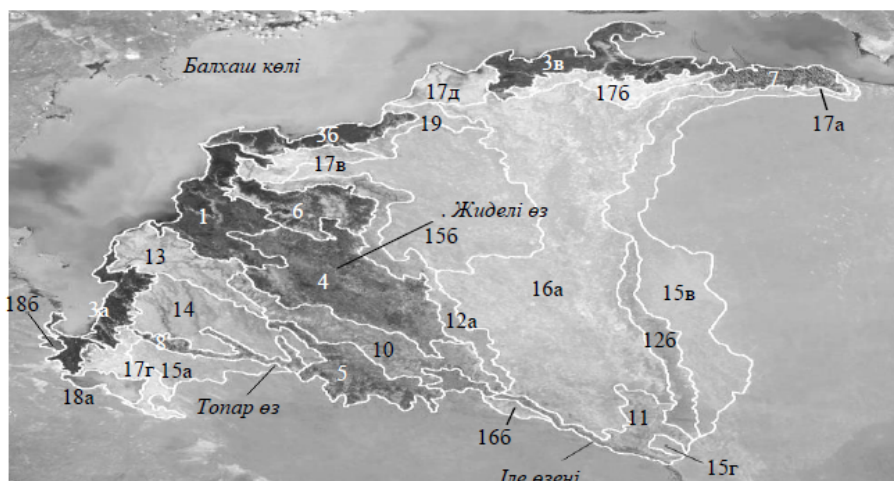 Балхаш көлі
3в
7
17д
17б
17а
19
3б
17в
1
6
. Жиделі өз
15б
13
4
16а
15в
18б
3а
14
12а
12б
8
10
17г
15а
5
18а
Топар өз
16б
11
15г
Іле өзені